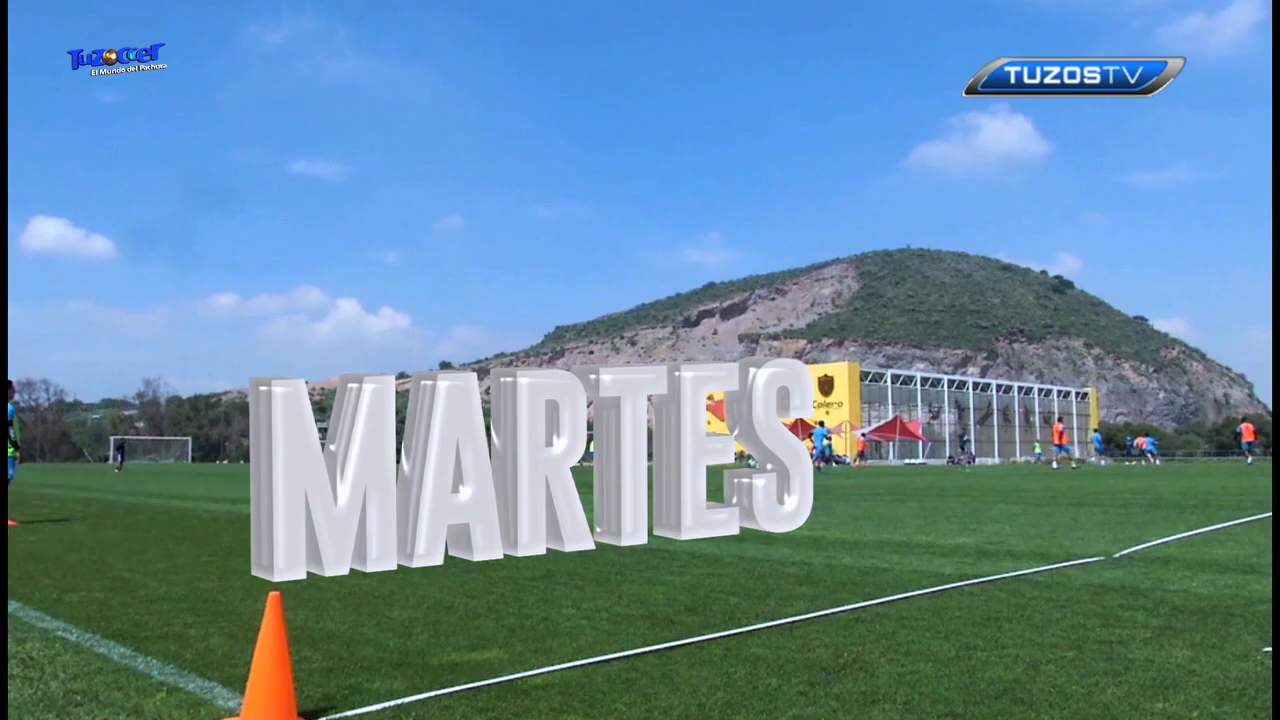 Tuzoccer
El Mundo del Pachuca
TUZOSTV
MARTES
Calero